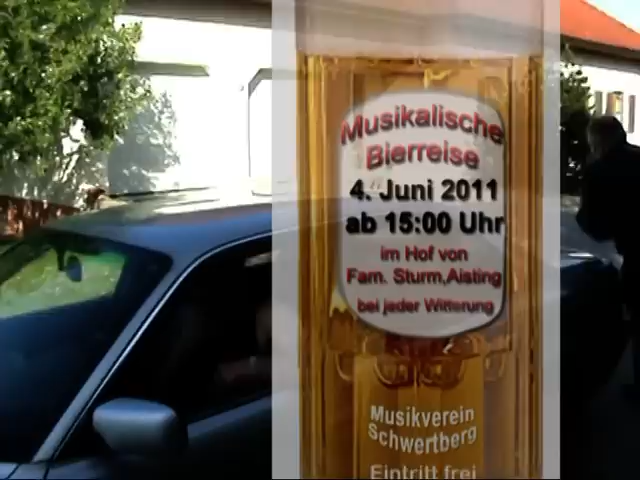 Musikalische
Bierreise
4. Juni 2011
ab 15:00 Uhr
im Hof von
Fam. Sturm,Aisting
bei jeder Witterung
Musikverein
Schwertberg
Eintritt frei